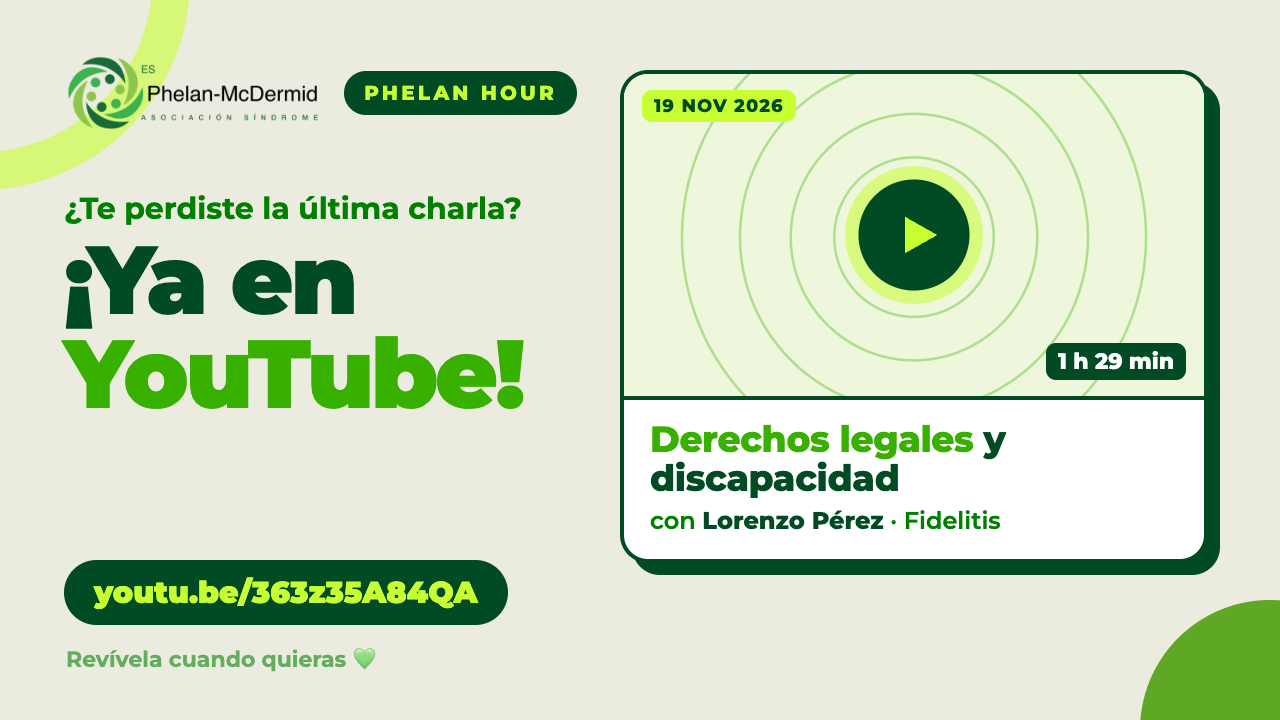 ES
Phelan-McDermid
ASOCIACIÓN SÍNDROME
PHELAN HOUR
¿Te perdiste la última charla?
¡Ya en
YouTube!
youtu.be/363z35A84QA
Revívela cuando quieras 💚
19 NOV 2026
1 h 29 min
Derechos legales y
discapacidad
con Lorenzo Pérez · Fidelitis